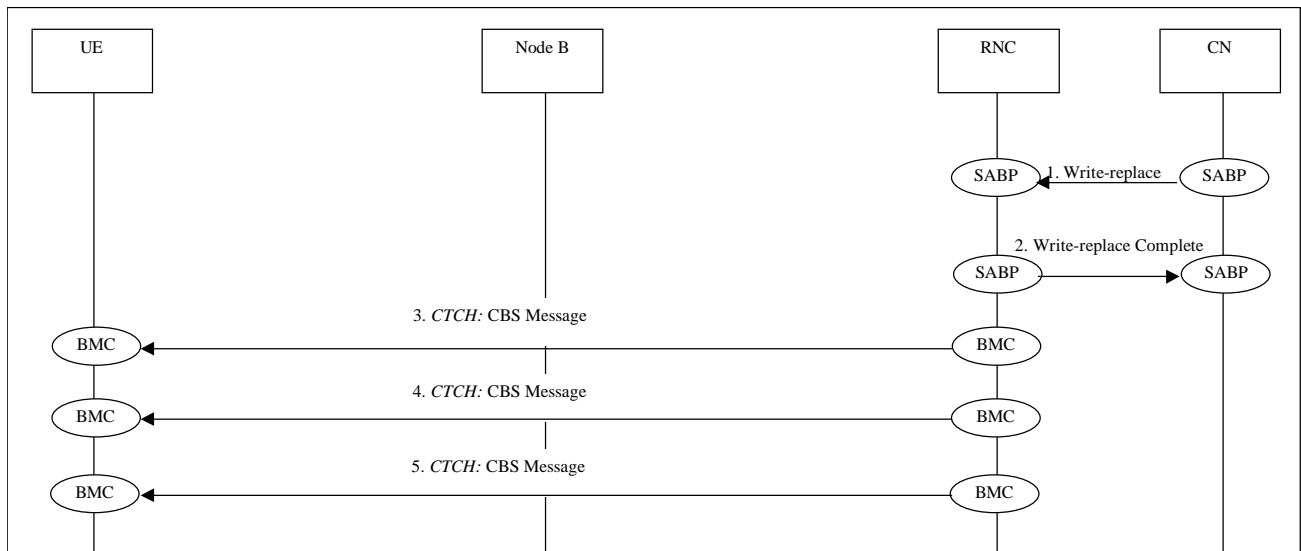 UE
Node B
RNC
CN
SABP
1. Write-replace
SABP
2. Write-replace Complete
SABP
SABP
3. CTCH: CBS Message
BMC
BMC
4. CTCH: CBS Message
BMC
BMC
5. CTCH: CBS Message
BMC
BMC